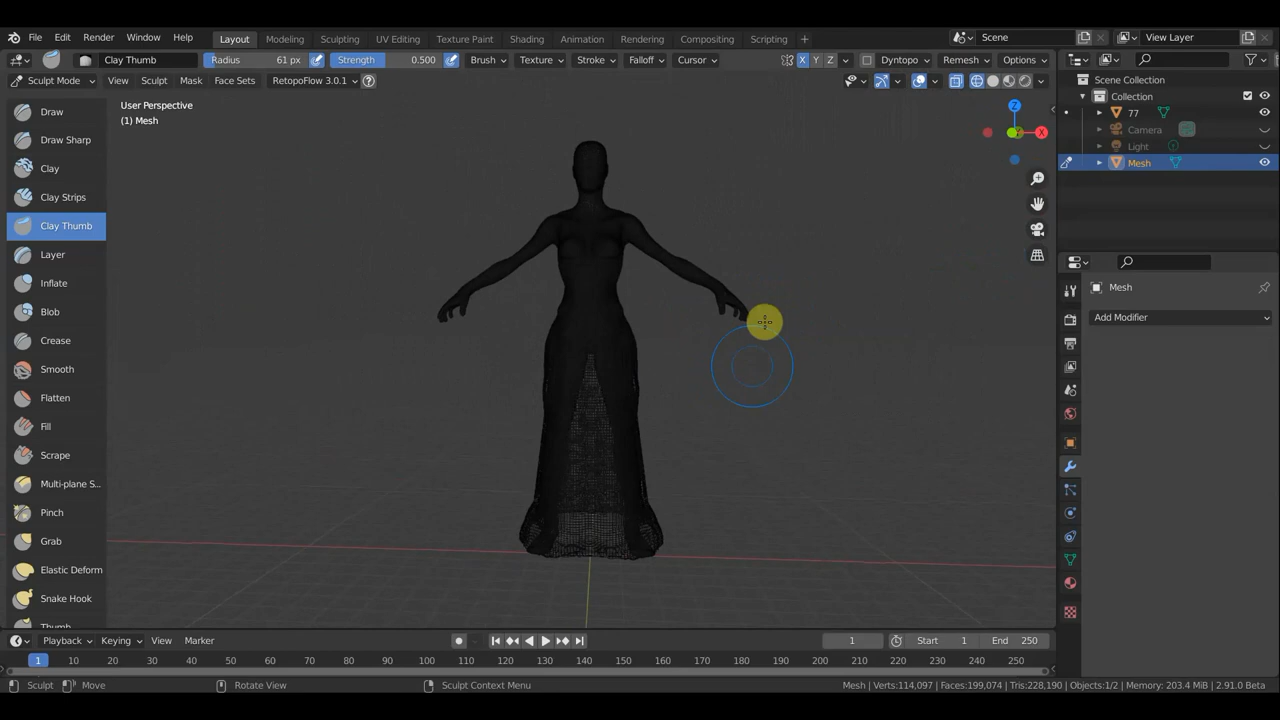 File Edit Render Window Help Layout Modeling Sculpting UV Editing Texture Paint Shading Animation Rendering Compositing Scripting + Scene View Layer
Clay Thumb Radius 61 px Strength 0.500 Brush Texture Stroke Falloff Cursor X Y Z Dyntopo Remesh Options
Sculpt Mode View Sculpt Mask Face Sets RetopoFlow 3.0.1 ?
Scene Collection
Collection
77
Camera
Light
Mesh
User Perspective
(1) Mesh
Z
X
Draw
Draw Sharp
Clay
Clay Strips
Clay Thumb
Layer
Inflate
Blob
Crease
Smooth
Flatten
Fill
Scrape
Multi-plane S...
Pinch
Grab
Elastic Deform
Snake Hook
Mesh
Add Modifier
Playback Keying View Marker 1 Start 1 End 250
1 10 20 30 40 50 60 70 80 90 100 110 120 130 140 150 160 170 180 190 200 210 220 230 240 250
Sculpt Move Rotate View Sculpt Context Menu Mesh | Verts:114,097 | Faces:199,074 | Tris:228,190 | Objects:1/2 | Memory: 203.4 MiB | 2.91.0 Beta